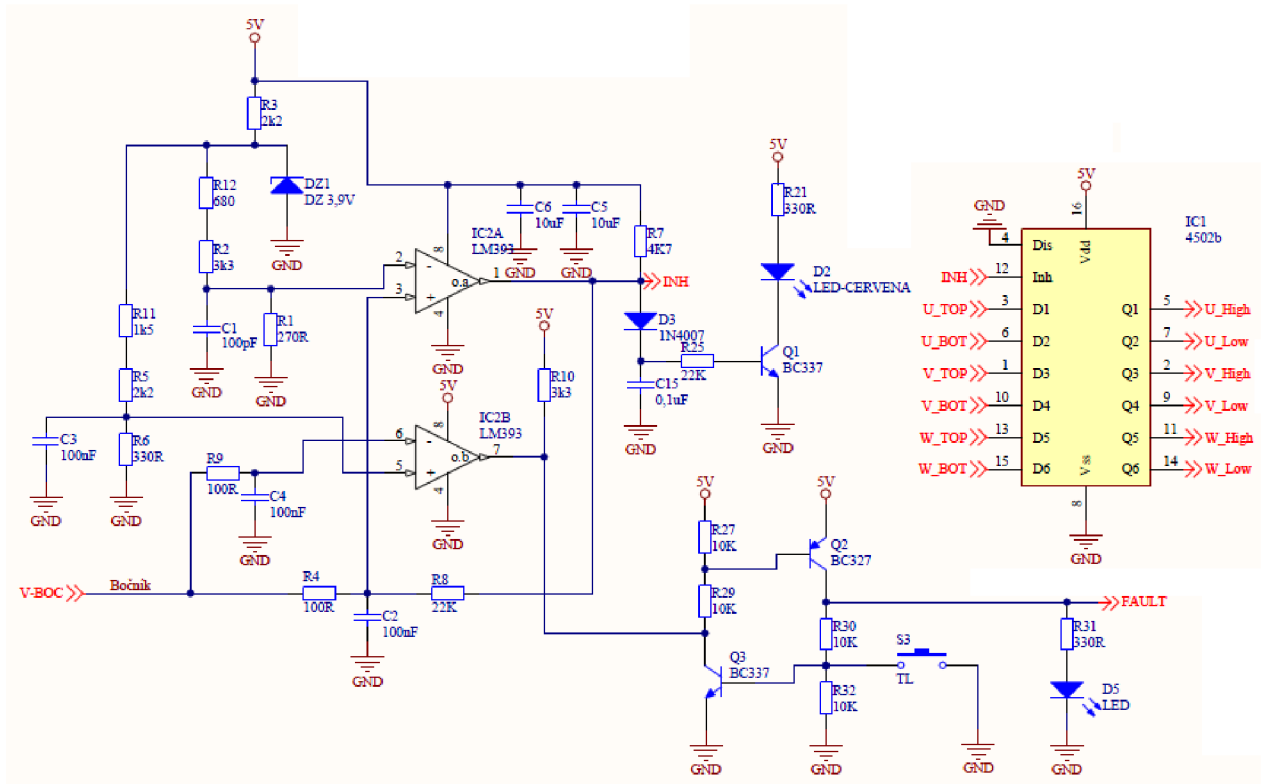 5V
R3
2k2
R12
680
DZ1
DZ 3,9V
GND
R2
3k3
R11
1k5
C1
100pF
R1
270R
GND
GND
R5
2k2
C3
100nF
R6
330R
GND
GND
R9
100R
C4
100nF
GND
V-BOC
Bočník
R4
100R
C2
100nF
GND
R8
22K
IC2A
LM393
2
3
8
-
+
o.a
1
4
GND
C6
10uF
GND
C5
10uF
GND
R7
4K7
INH
5V
IC2B
LM393
6
5
8
-
+
o.b
7
4
GND
5V
R10
3k3
D3
1N4007
R25
22K
C15
0,1uF
GND
5V
R21
330R
D2
LED-CERVENA
Q1
BC337
GND
5V
R27
10K
R29
10K
Q3
BC337
GND
5V
Q2
BC327
R30
10K
R32
10K
GND
S3
TL
GND
FAULT
R31
330R
D5
LED
GND
5V
16
IC1
4502b
GND
4
Dis
Vdd
INH
12
Inh
U_TOP
3
D1
Q1
5
U_High
U_BOT
6
D2
Q2
7
U_Low
V_TOP
1
D3
Q3
2
V_High
V_BOT
10
D4
Q4
9
V_Low
W_TOP
13
D5
Q5
11
W_High
W_BOT
15
D6
Vss
Q6
14
W_Low
8
GND